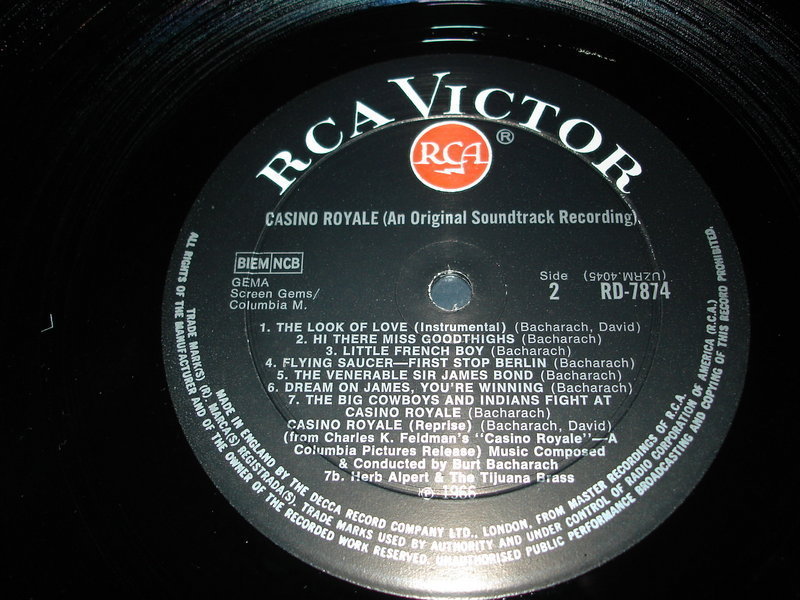 RCA VICTOR
RCA ®
CASINO ROYALE (An Original Soundtrack Recording)
BIEM NCB
GEMA
Screen Gems/
Columbia M.
Side
2
(UZRM.4045)
RD-7874
1. THE LOOK OF LOVE (Instrumental) (Bacharach, David)
2. HI THERE MISS GOODTHIGHS (Bacharach)
3. LITTLE FRENCH BOY (Bacharach)
4. FLYING SAUCER—FIRST STOP BERLIN (Bacharach)
5. THE VENERABLE SIR JAMES BOND (Bacharach)
6. DREAM ON JAMES, YOU'RE WINNING (Bacharach)
7. THE BIG COWBOYS AND INDIANS FIGHT AT
CASINO ROYALE (Bacharach)
CASINO ROYALE (Reprise) (Bacharach, David)
(from Charles K. Feldman's "Casino Royale"—A
Columbia Pictures Release) Music Composed
& Conducted by Burt Bacharach
7b. Herb Alpert & The Tijuana Brass
℗ 1966
MADE IN ENGLAND BY THE DECCA RECORD COMPANY LTD., LONDON, FROM MASTER RECORDINGS OF R.C.A.
TRADE MARK(S) (R), MARCA(S) REGISTRADA(S), TRADE MARKS USED BY AUTHORITY AND UNDER CONTROL OF RADIO CORPORATION OF AMERICA (R.C.A.)
ALL RIGHTS OF THE MANUFACTURER AND OF THE OWNER OF THE RECORDED WORK RESERVED. UNAUTHORISED PUBLIC PERFORMANCE BROADCASTING AND COPYING OF THIS RECORD PROHIBITED.